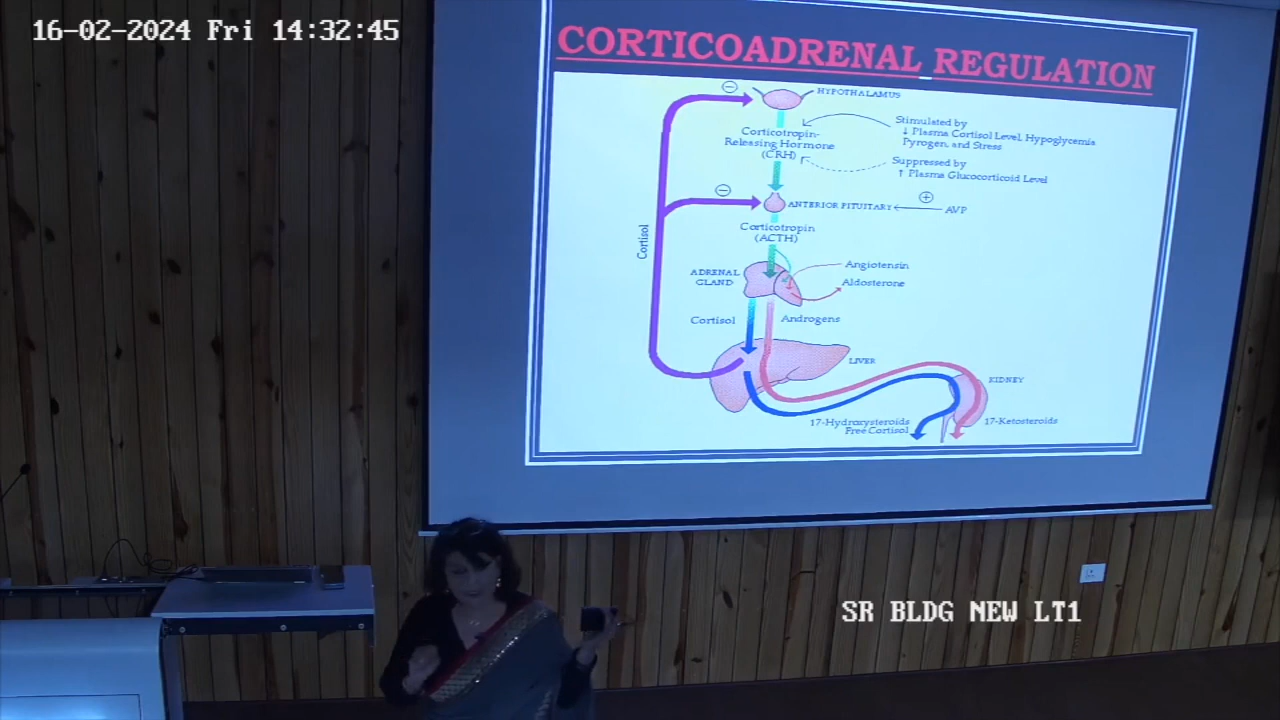 16-02-2024 Fri 14:32:45
CORTICOADRENAL REGULATION
HYPOTHALAMUS
Stimulated by
↓ Plasma Cortisol Level, Hypoglycemia
Pyrogen, and Stress
Corticotropin-
Releasing Hormone
(CRH)
Suppressed by
↑ Plasma Glucocorticoid Level
ANTERIOR PITUITARY
AVP
Cortisol
Corticotropin
(ACTH)
ADRENAL
GLAND
Angiotensin
Aldosterone
Cortisol
Androgens
LIVER
KIDNEY
17-Hydroxysteroids
Free Cortisol
17-Ketosteroids
SR BLDG NEW LT1